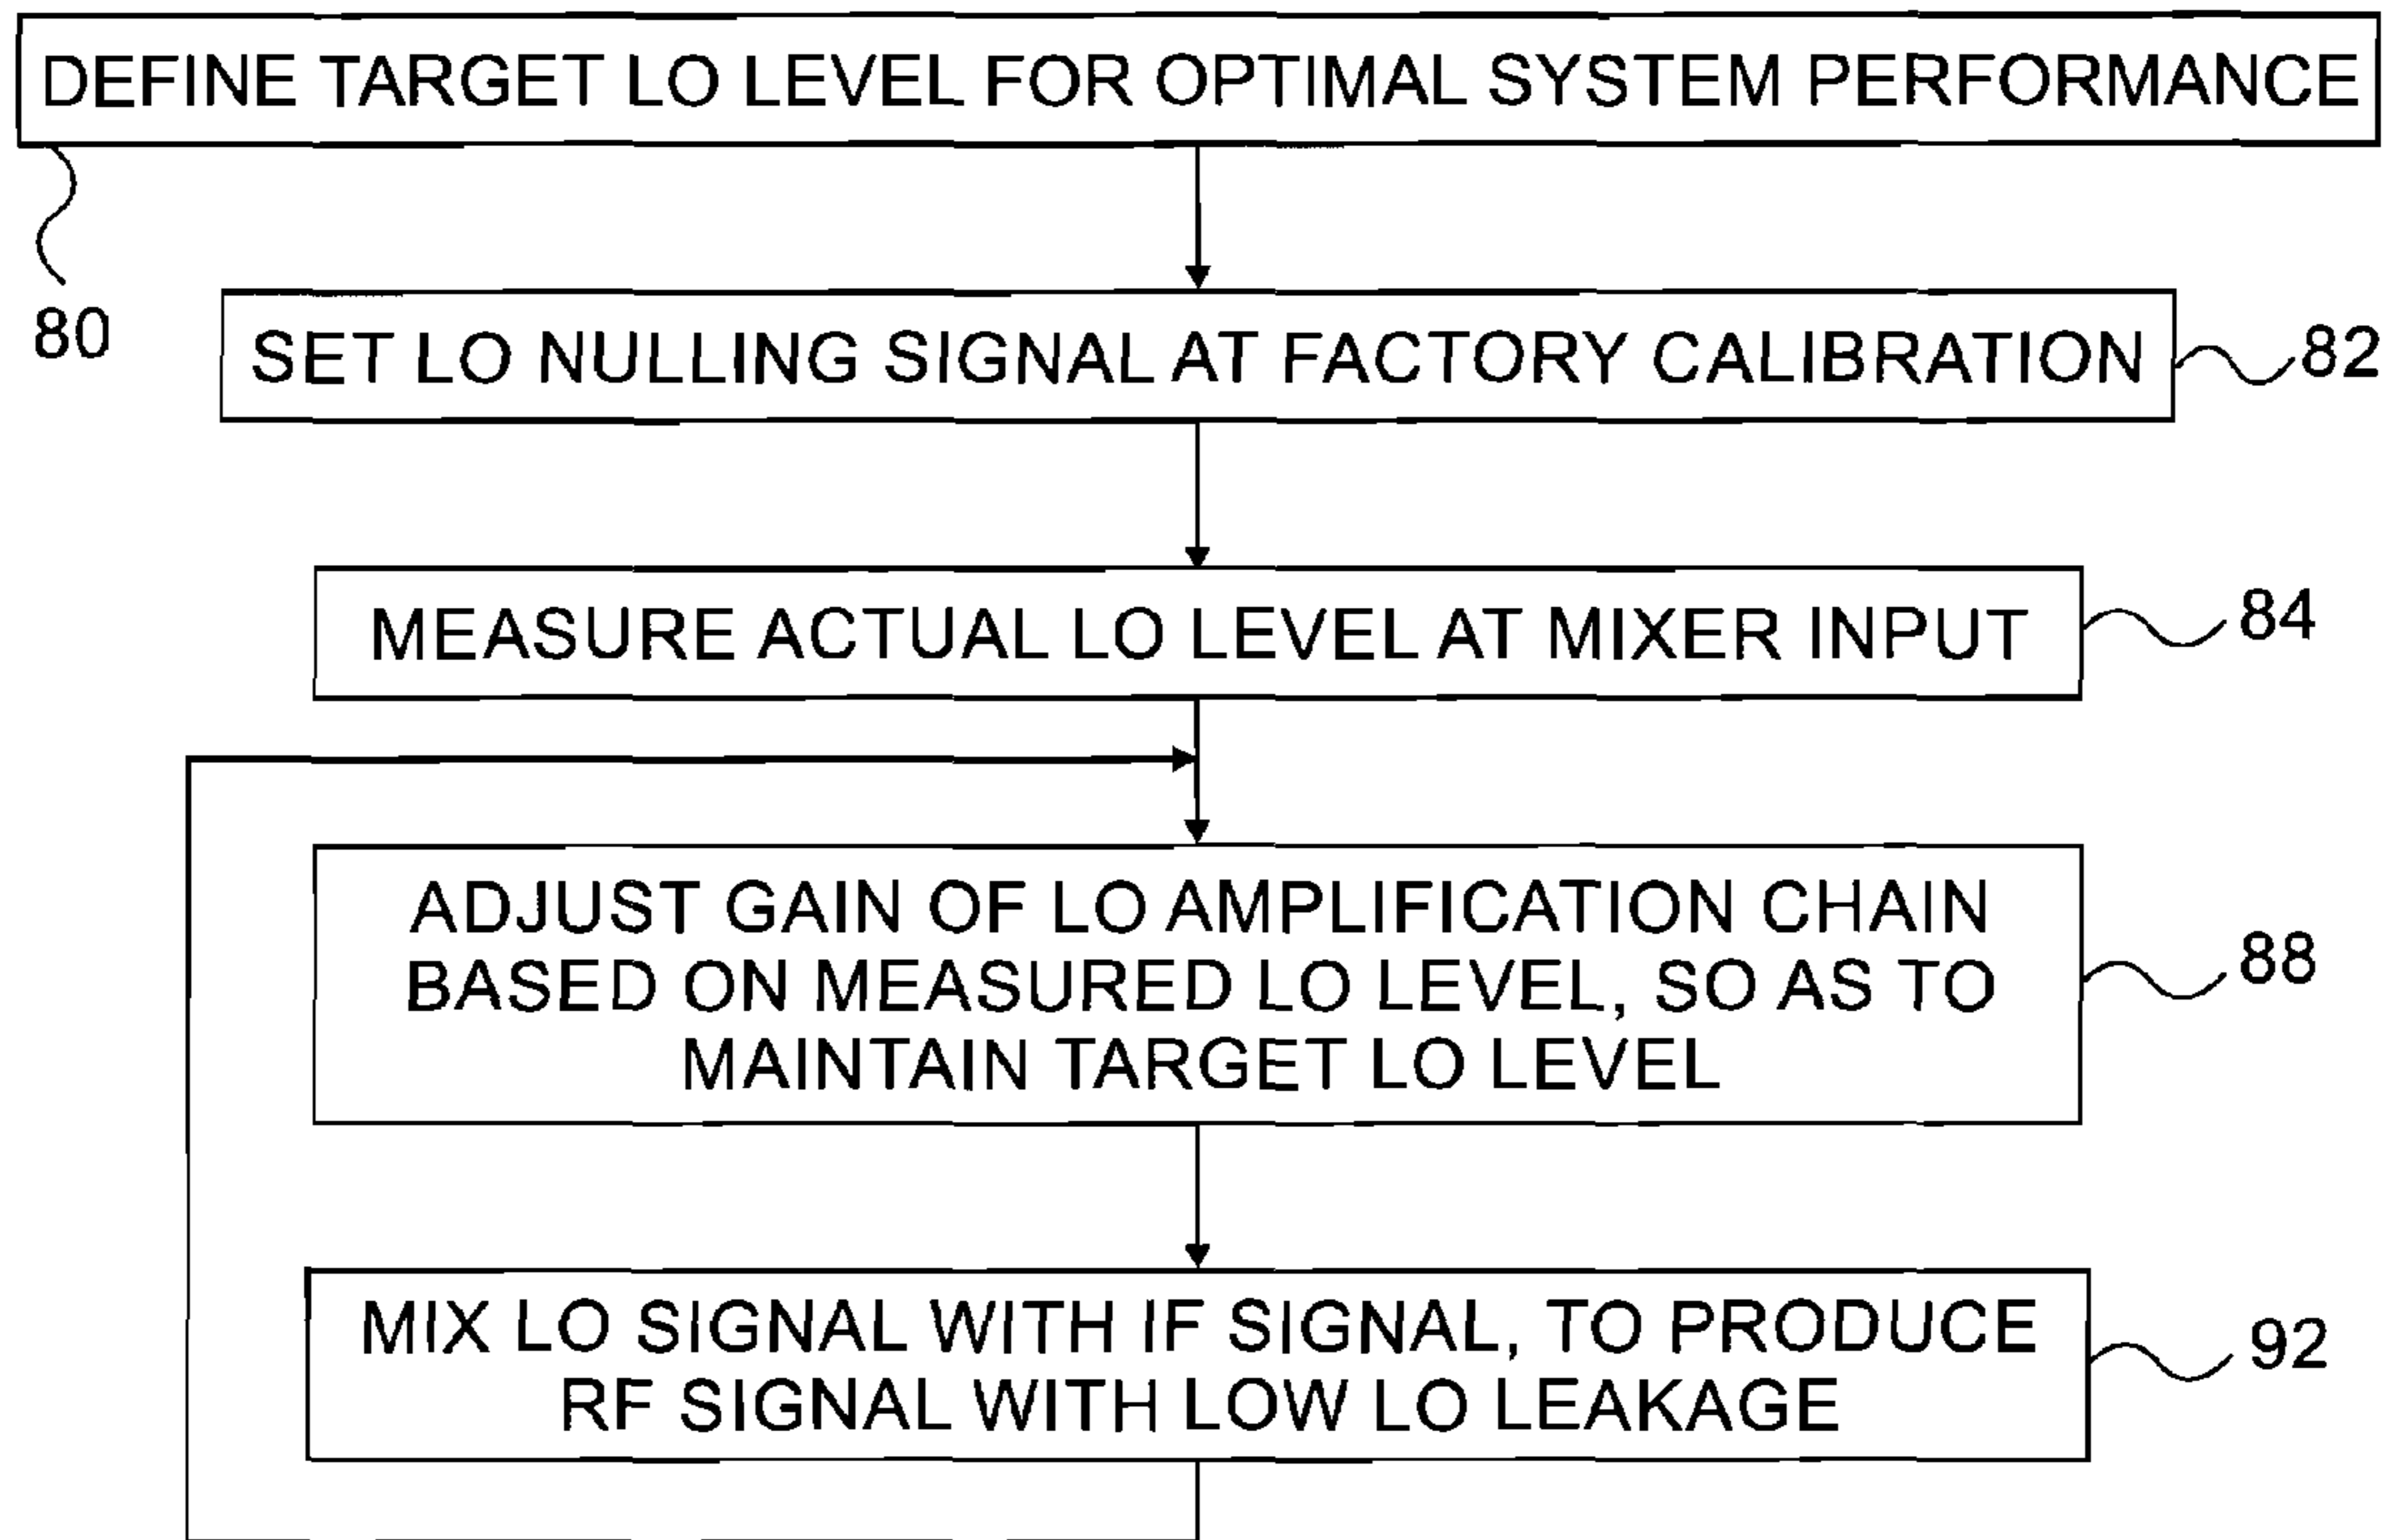 DEFINE TARGET LO LEVEL FOR OPTIMAL SYSTEM PERFORMANCE
80
SET LO NULLING SIGNAL AT FACTORY CALIBRATION
82
MEASURE ACTUAL LO LEVEL AT MIXER INPUT
84
ADJUST GAIN OF LO AMPLIFICATION CHAIN
BASED ON MEASURED LO LEVEL, SO AS TO
MAINTAIN TARGET LO LEVEL
88
MIX LO SIGNAL WITH IF SIGNAL, TO PRODUCE
RF SIGNAL WITH LOW LO LEAKAGE
92